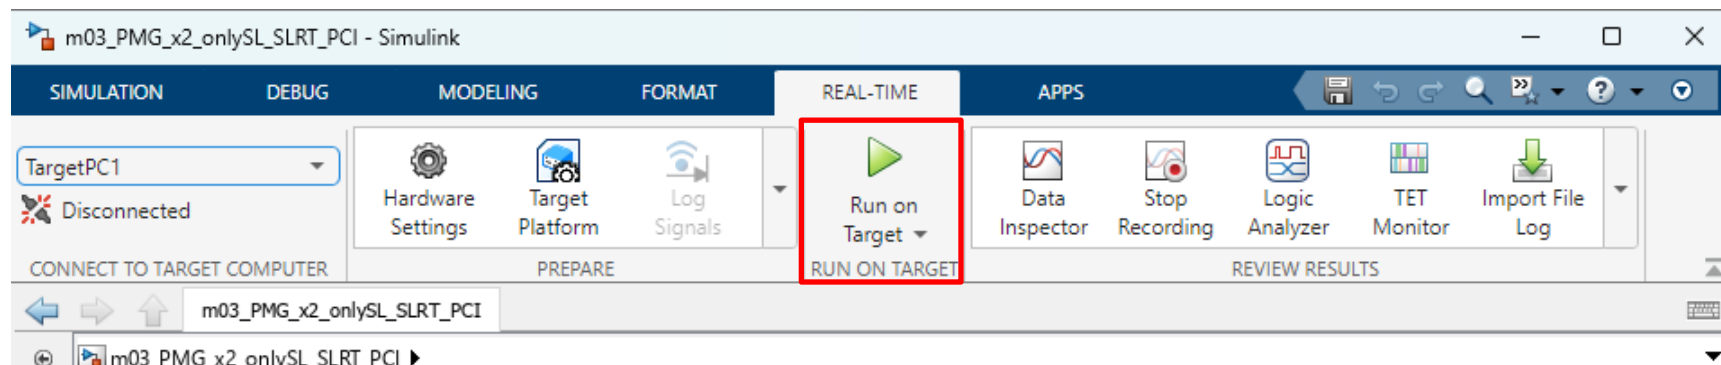 m03_PMG_x2_onlySL_SLRT_PCI - Simulink
SIMULATION DEBUG MODELING FORMAT REAL-TIME APPS
TargetPC1
Disconnected
CONNECT TO TARGET COMPUTER
Hardware Settings
Target Platform
Log Signals
PREPARE
Run on Target
RUN ON TARGET
Data Inspector
Stop Recording
Logic Analyzer
TET Monitor
Import File Log
REVIEW RESULTS
m03_PMG_x2_onlySL_SLRT_PCI
m03_PMG_x2_onlySL_SLRT_PCI